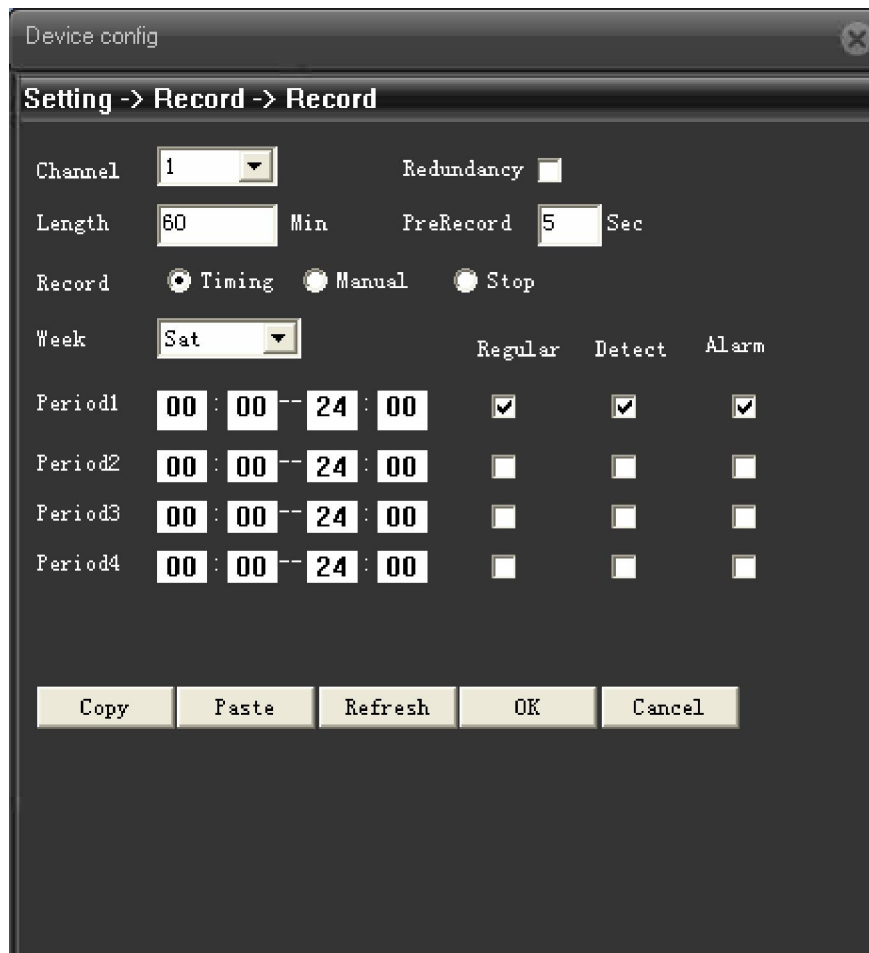 Device config
Setting -> Record -> Record
Channel 1 Redundancy
Length 60 Min PreRecord 5 Sec
Record Timing Manual Stop
Week Sat Regular Detect Alarm
Period1 00 : 00 -- 24 : 00
Period2 00 : 00 -- 24 : 00
Period3 00 : 00 -- 24 : 00
Period4 00 : 00 -- 24 : 00
Copy Paste Refresh OK Cancel